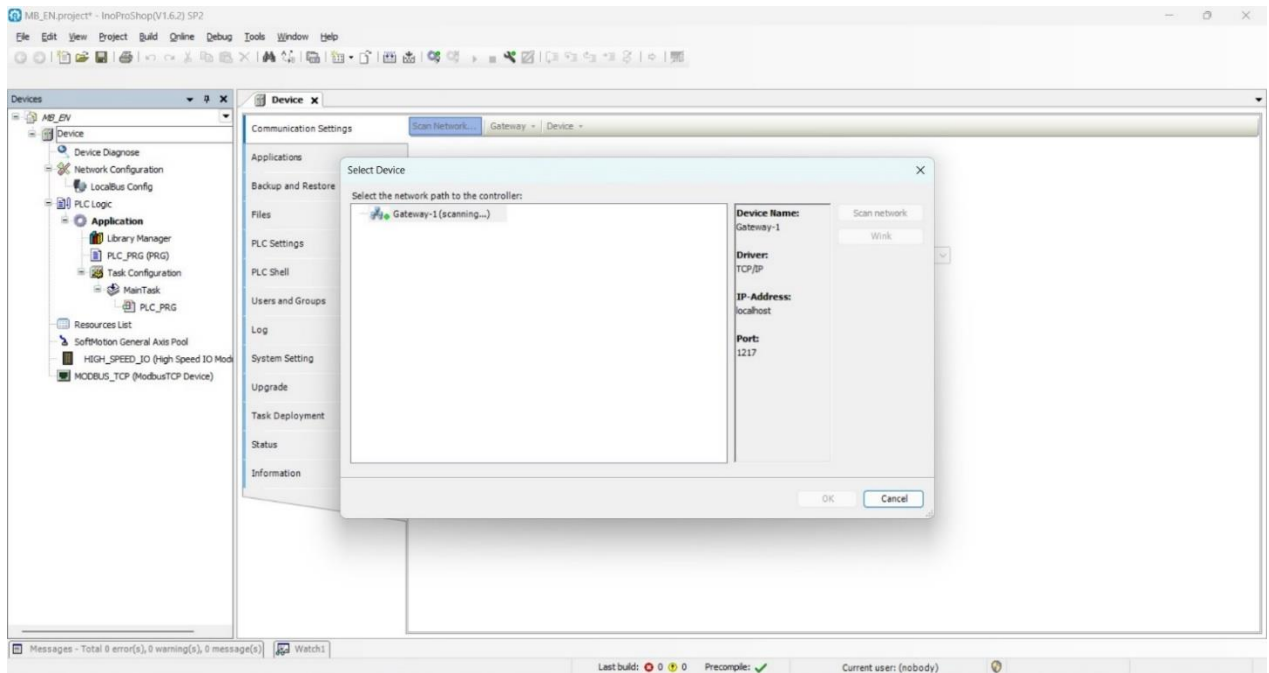 MB_EN.project* - InoProShop(V1.6.2) SP2
File Edit View Project Build Online Debug Tools Window Help
Devices
Device
MB_EN
Device
Device Diagnose
Network Configuration
LocalBus Config
PLC Logic
Application
Library Manager
PLC_PRG (PRG)
Task Configuration
MainTask
PLC_PRG
Resources List
SoftMotion General Axis Pool
HIGH_SPEED_IO (High Speed IO Modu
MODBUS_TCP (ModbusTCP Device)
Communication Settings
Applications
Backup and Restore
Files
PLC Settings
PLC Shell
Users and Groups
Log
System Setting
Upgrade
Task Deployment
Status
Information
Scan Network... Gateway Device
Select Device
Select the network path to the controller:
Gateway-1 (scanning...)
Device Name:
Gateway-1
Driver:
TCP/IP
IP-Address:
localhost
Port:
1217
Scan network
Wink
OK Cancel
Messages - Total 0 error(s), 0 warning(s), 0 message(s) Watch1
Last build: 0 0 Precompile: Current user: (nobody)